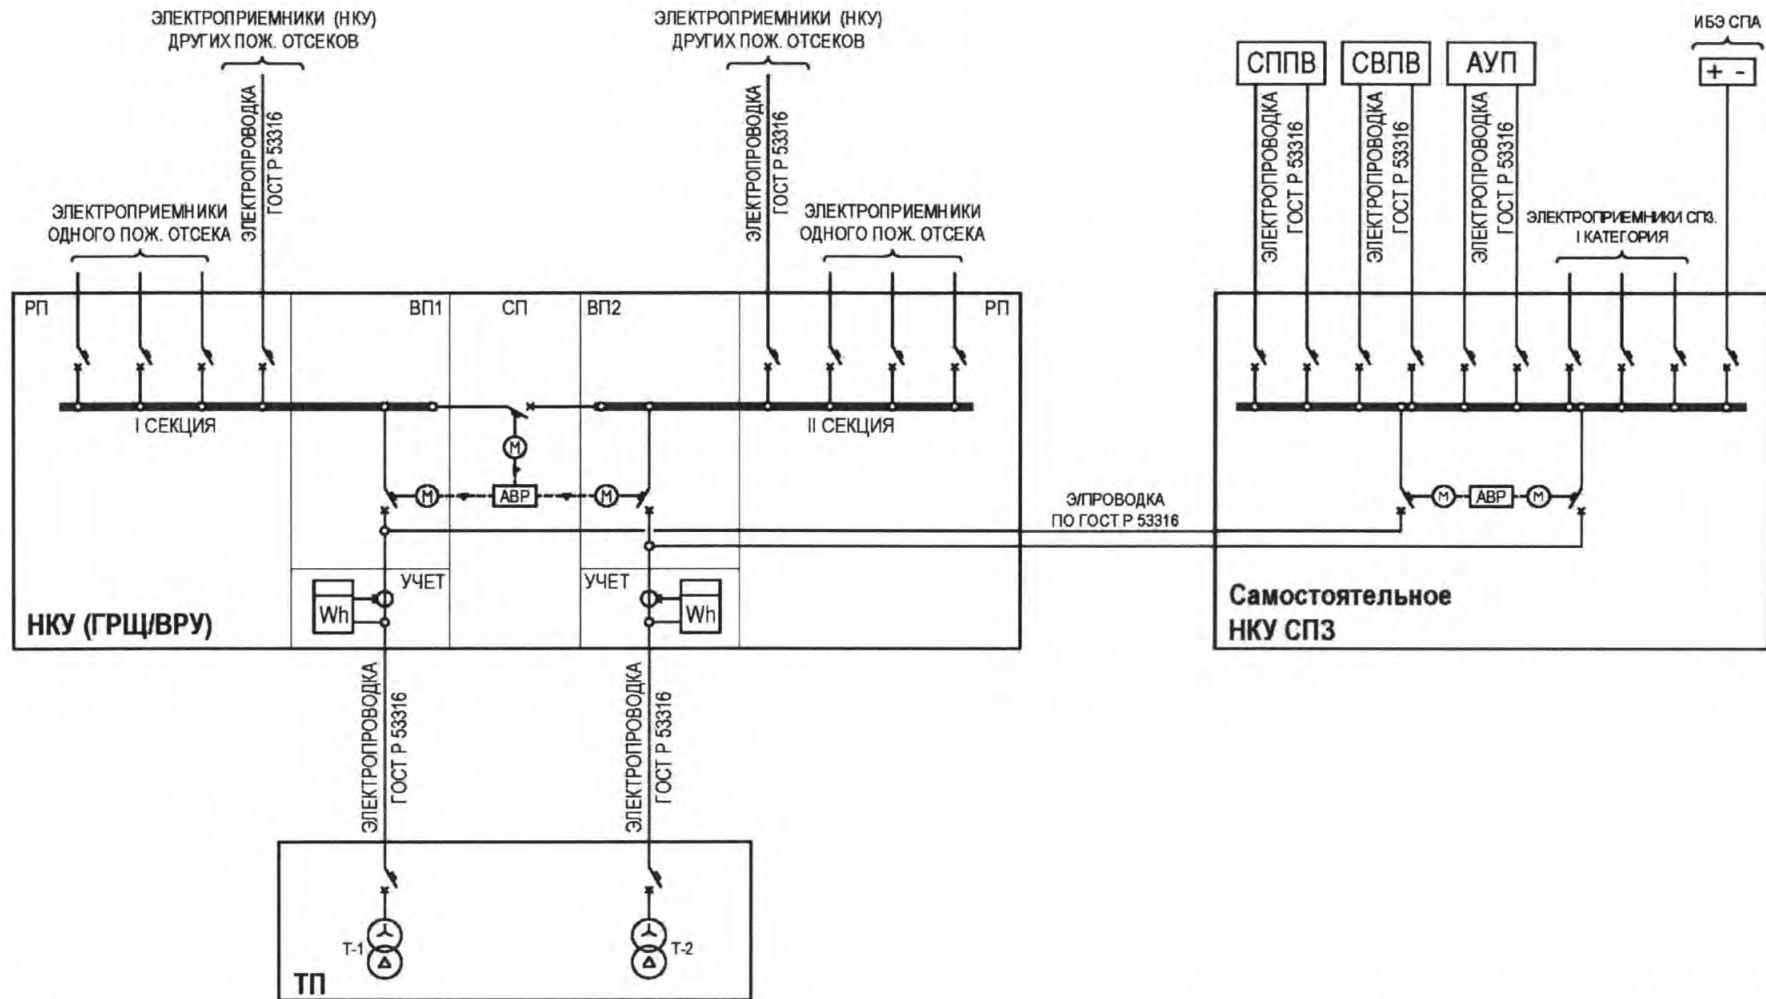 ЭЛЕКТРОПРИЕМНИКИ (НКУ)
ДРУГИХ ПОЖ. ОТСЕКОВ
ЭЛЕКТРОПРИЕМНИКИ (НКУ)
ДРУГИХ ПОЖ. ОТСЕКОВ
ИБЭ СПА
+ -
СППВ
СВПВ
АУП
ЭЛЕКТРОПРОВОДКА
ГОСТ Р 53316
ЭЛЕКТРОПРОВОДКА
ГОСТ Р 53316
ЭЛЕКТРОПРОВОДКА
ГОСТ Р 53316
ЭЛЕКТРОПРОВОДКА
ГОСТ Р 53316
ЭЛЕКТРОПРОВОДКА
ГОСТ Р 53316
ЭЛЕКТРОПРИЕМНИКИ
ОДНОГО ПОЖ. ОТСЕКА
ЭЛЕКТРОПРИЕМНИКИ
ОДНОГО ПОЖ. ОТСЕКА
ЭЛЕКТРОПРИЕМНИКИ СПЗ.
I КАТЕГОРИЯ
РП
ВП1
СП
ВП2
РП
I СЕКЦИЯ
II СЕКЦИЯ
М
М
АВР
М
М
АВР
М
Э/ПРОВОДКА
ПО ГОСТ Р 53316
УЧЕТ
УЧЕТ
Wh
Wh
НКУ (ГРЩ/ВРУ)
Самостоятельное
НКУ СПЗ
ЭЛЕКТРОПРОВОДКА
ГОСТ Р 53316
ЭЛЕКТРОПРОВОДКА
ГОСТ Р 53316
Т-1
Т-2
ТП